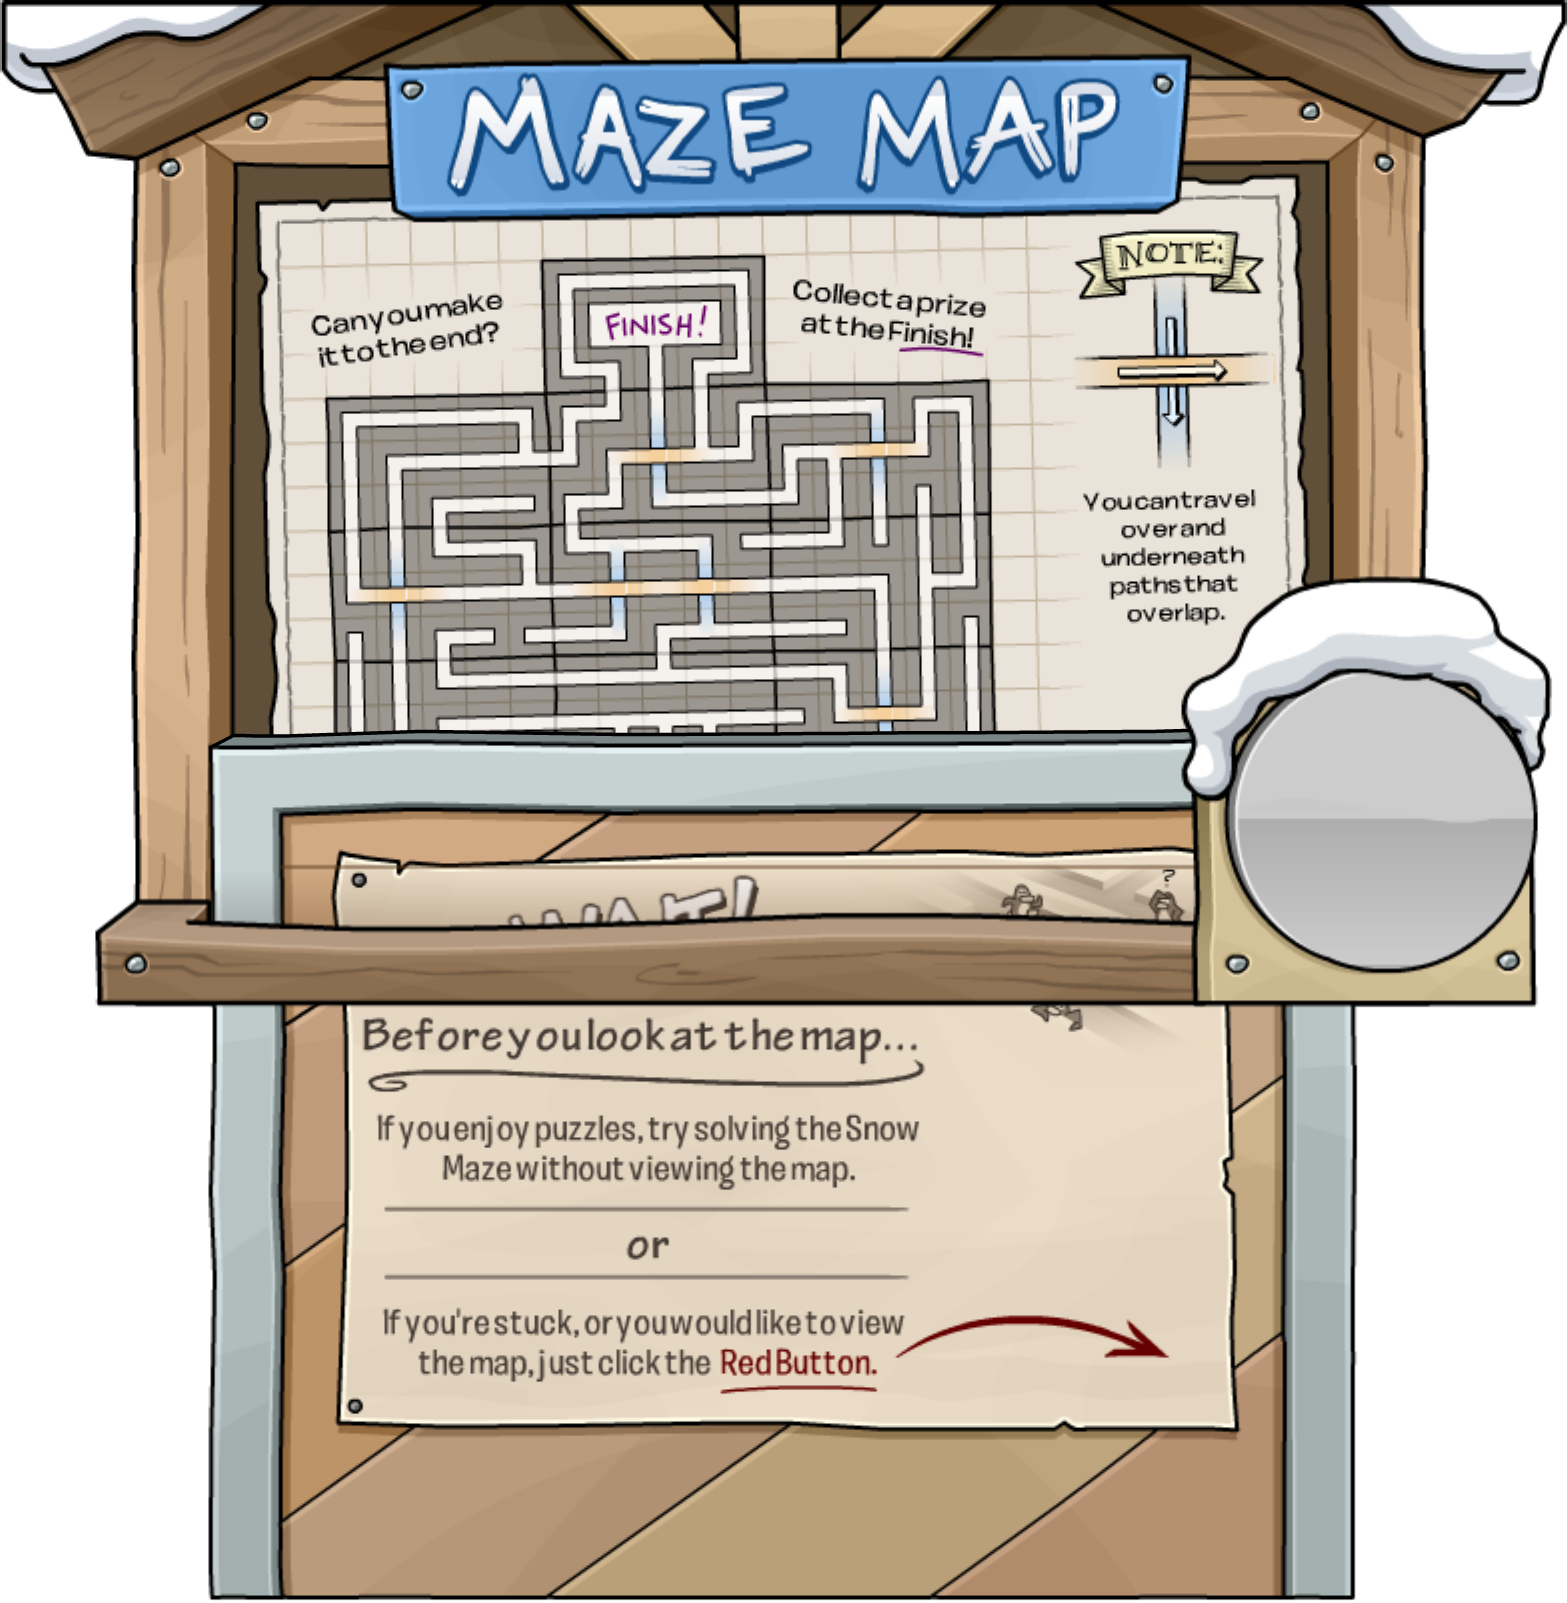 MAZE MAP
Can you make
it to the end?
FINISH!
Collect a prize
at the Finish!
NOTE:
You can travel
over and
underneath
paths that
overlap.
WAIT!
?
Before you look at the map...
If you enjoy puzzles, try solving the Snow
Maze without viewing the map.
or
If you're stuck, or you would like to view
the map, just click the Red Button.